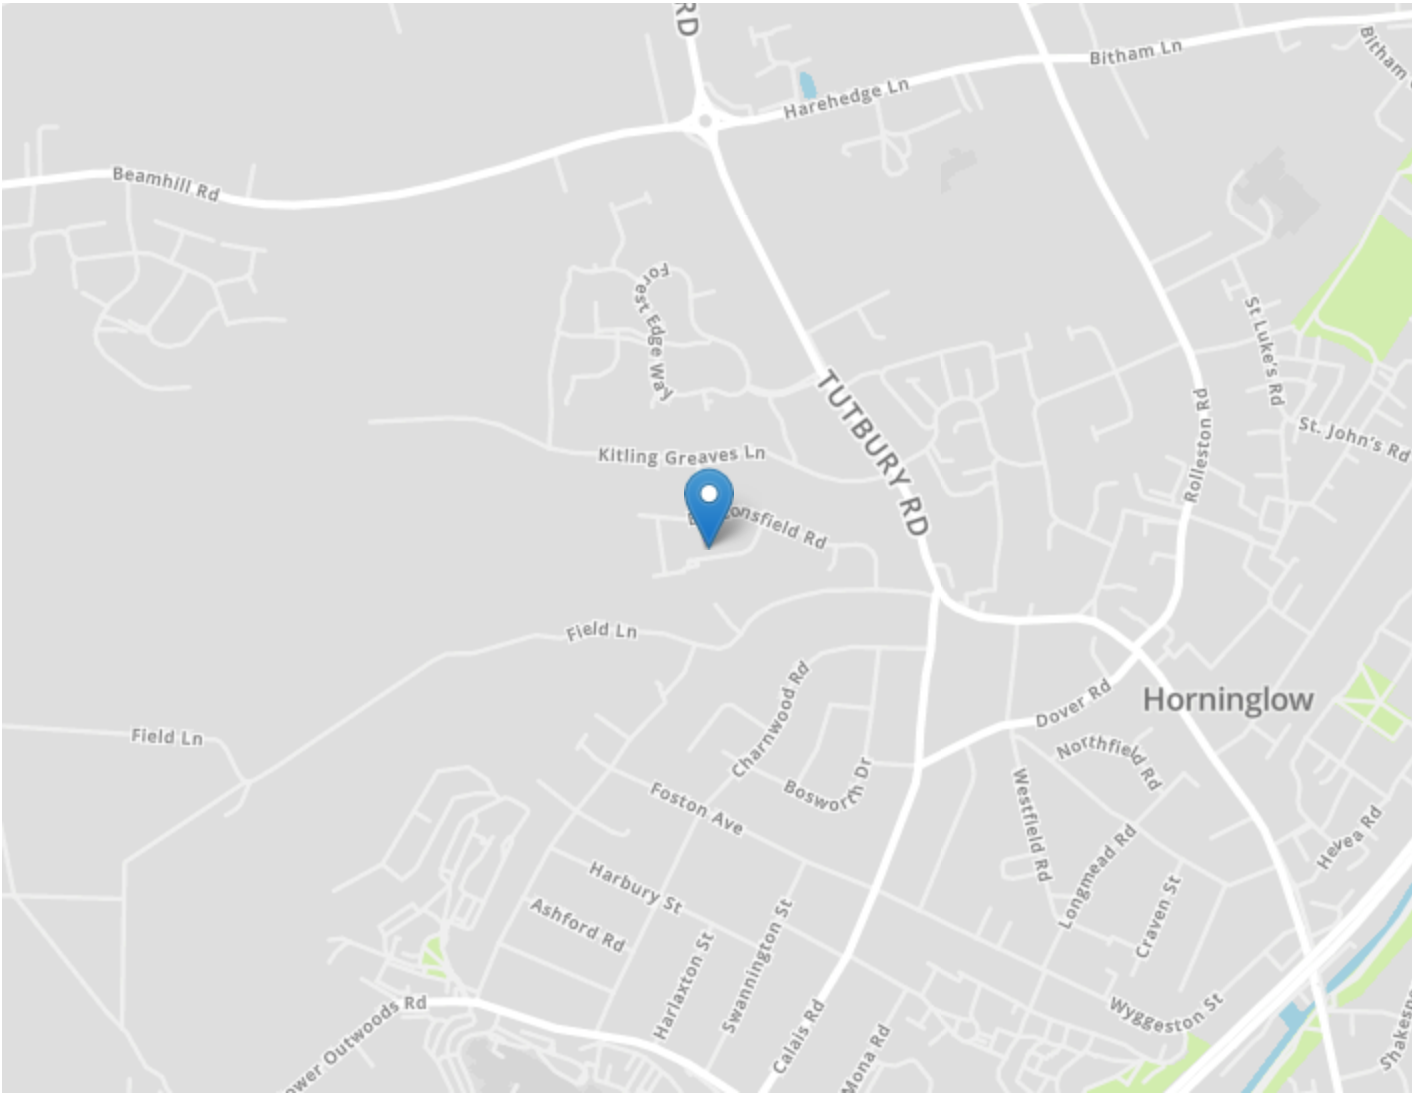 RD
Bitham Ln
Bitham
Harehedge Ln
Beamhill Rd
Forest Edge Way
St Luke's Rd
TUTBURY RD
Rolleston Rd
St. John's Rd
Kitling Greaves Ln
onsfield Rd
Field Ln
Charnwood Rd
Dover Rd
Horninglow
Field Ln
Northfield Rd
Bosworth Dr
Foston Ave
Westfield Rd
Hevea Rd
Longmead Rd
Harbury St
Craven St
Ashford Rd
Swannington St
Harlaxton St
Wyggeston St
ower Outwoods Rd
Calais Rd
Mona Rd
Shakesp